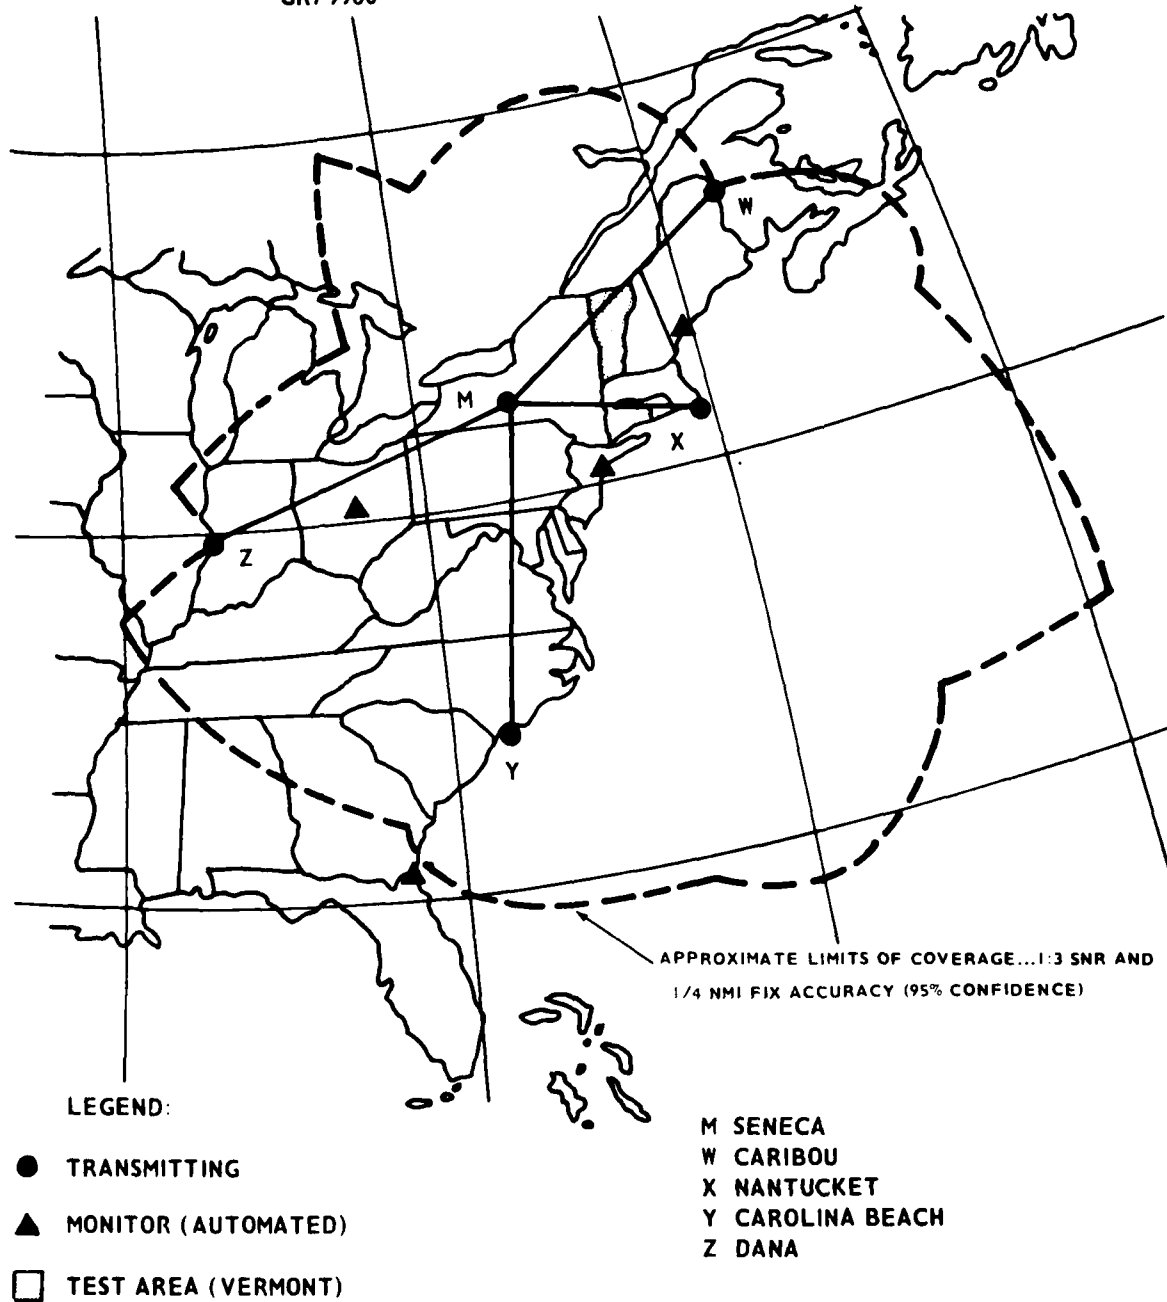 W
M
X
Z
Y
APPROXIMATE LIMITS OF COVERAGE...1:3 SNR AND
1/4 NMI FIX ACCURACY (95% CONFIDENCE)
LEGEND:
TRANSMITTING
MONITOR (AUTOMATED)
TEST AREA (VERMONT)
M SENECA
W CARIBOU
X NANTUCKET
Y CAROLINA BEACH
Z DANA